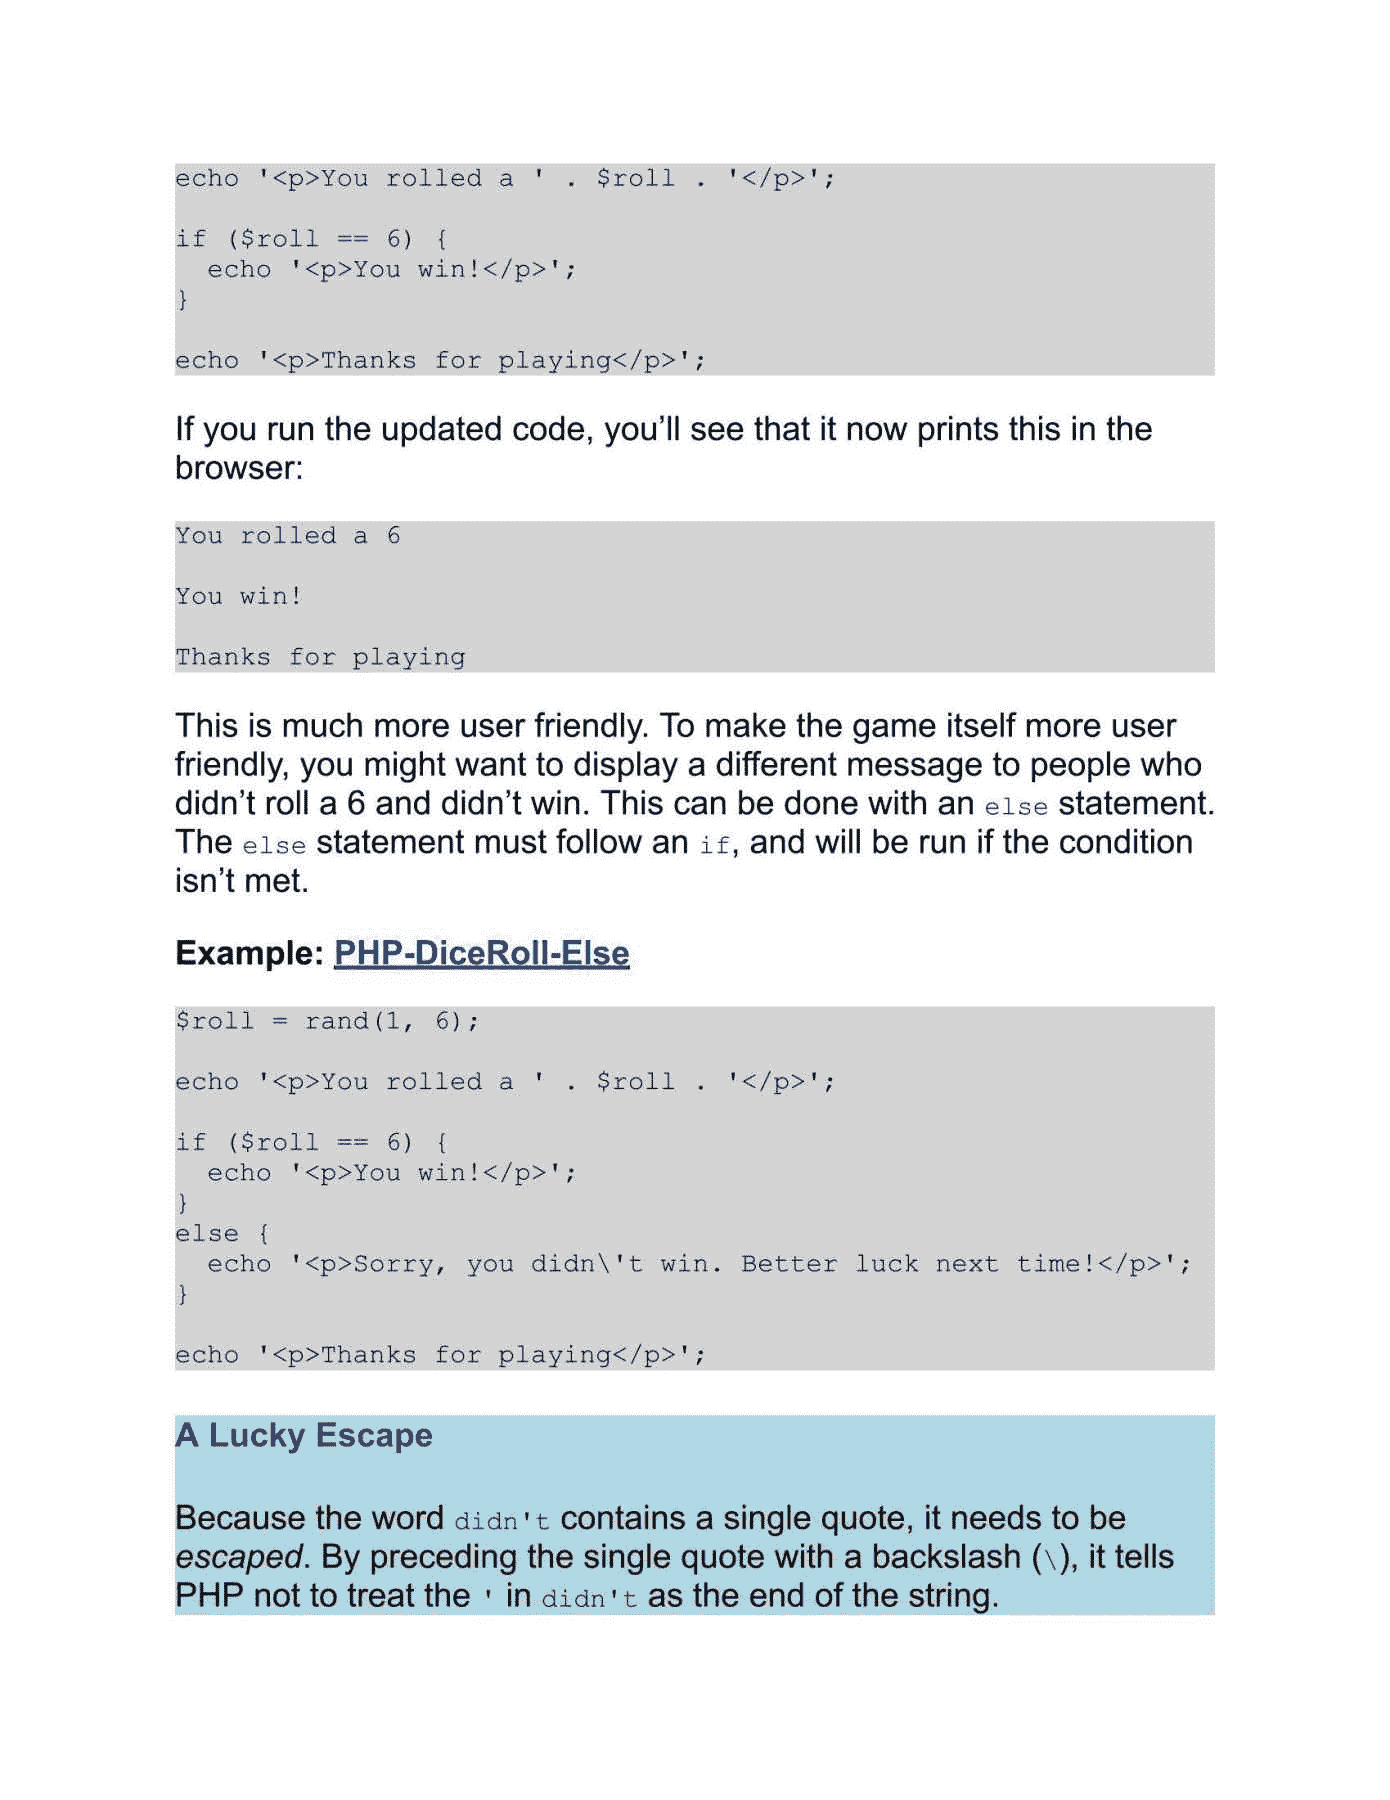 echo '<p>You rolled a ' . $roll . '</p>';

if ($roll == 6) {
  echo '<p>You win!</p>';
}

echo '<p>Thanks for playing</p>';
If you run the updated code, you’ll see that it now prints this in the
browser:
You rolled a 6

You win!

Thanks for playing
This is much more user friendly. To make the game itself more user
friendly, you might want to display a different message to people who
didn’t roll a 6 and didn’t win. This can be done with an else statement.
The else statement must follow an if, and will be run if the condition
isn’t met.
Example: PHP-DiceRoll-Else
$roll = rand(1, 6);

echo '<p>You rolled a ' . $roll . '</p>';

if ($roll == 6) {
  echo '<p>You win!</p>';
}
else {
  echo '<p>Sorry, you didn\'t win. Better luck next time!</p>';
}

echo '<p>Thanks for playing</p>';
A Lucky Escape
Because the word didn't contains a single quote, it needs to be
escaped. By preceding the single quote with a backslash (\), it tells
PHP not to treat the ' in didn't as the end of the string.